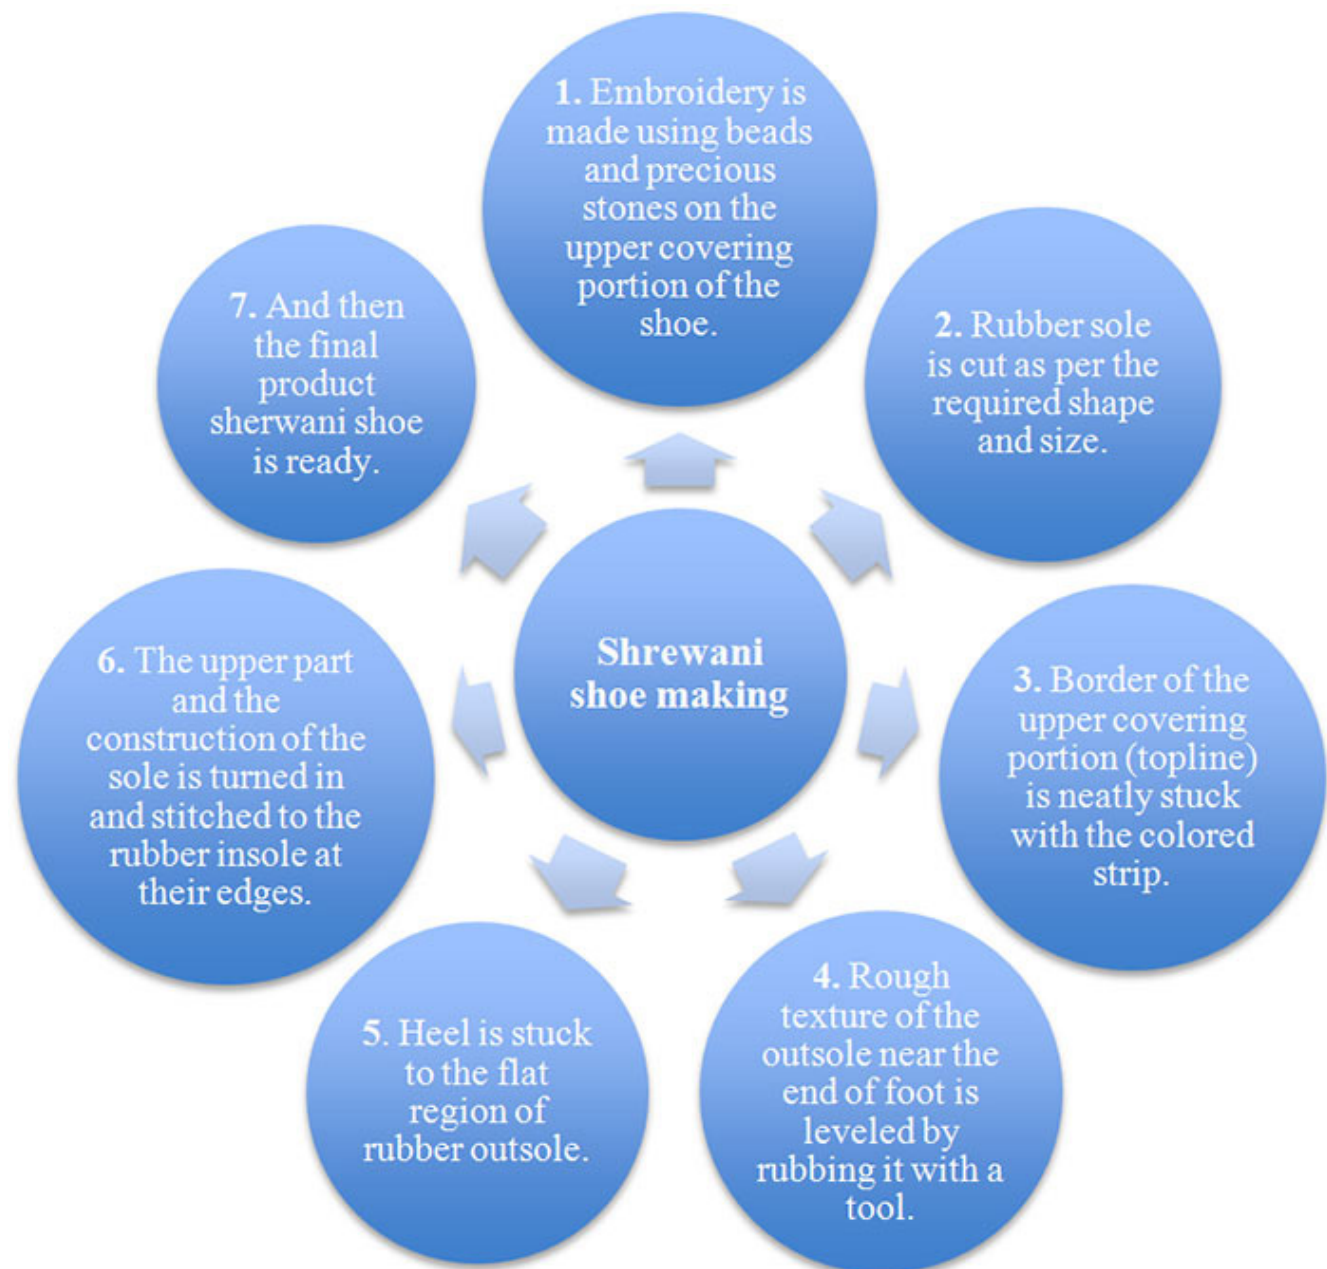 1. Embroidery is
made using beads
and precious
stones on the
upper covering
portion of the
shoe.
2. Rubber sole
is cut as per the
required shape
and size.
3. Border of the
upper covering
portion (topline)
is neatly stuck
with the colored
strip.
4. Rough
texture of the
outsole near the
end of foot is
leveled by
rubbing it with a
tool.
5. Heel is stuck
to the flat
region of
rubber outsole.
6. The upper part
and the
construction of the
sole is turned in
and stitched to the
rubber insole at
their edges.
7. And then
the final
product
sherwani shoe
is ready.
Shrewani
shoe making